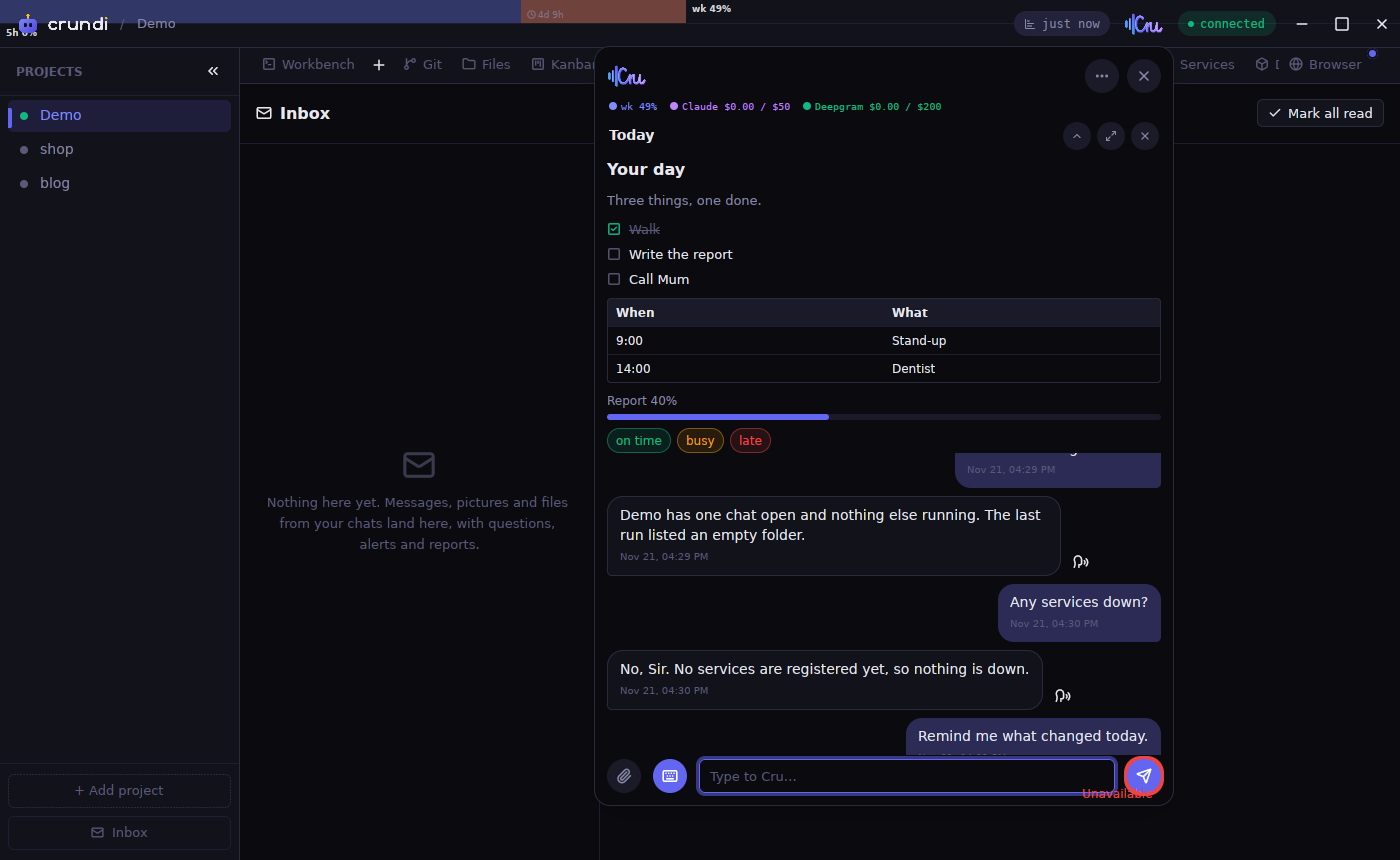 wk 49%
4d 9h
crundi / Demo
just now
Cru
connected
PROJECTS
Demo
shop
blog
+ Add project
Inbox
Workbench
Git
Files
Services
Browser
Inbox
Mark all read
Nothing here yet. Messages, pictures and files
from your chats land here, with questions,
alerts and reports.
Cru
wk 49%
Claude $0.00 / $50
Deepgram $0.00 / $200
Today
Your day
Three things, one done.
Walk
Write the report
Call Mum
When What
9:00 Stand-up
14:00 Dentist
Report 40%
on time
busy
late
Nov 21, 04:29 PM
Demo has one chat open and nothing else running. The last
run listed an empty folder.
Nov 21, 04:29 PM
Any services down?
Nov 21, 04:30 PM
No, Sir. No services are registered yet, so nothing is down.
Nov 21, 04:30 PM
Remind me what changed today.
Type to Cru...
Unavailable